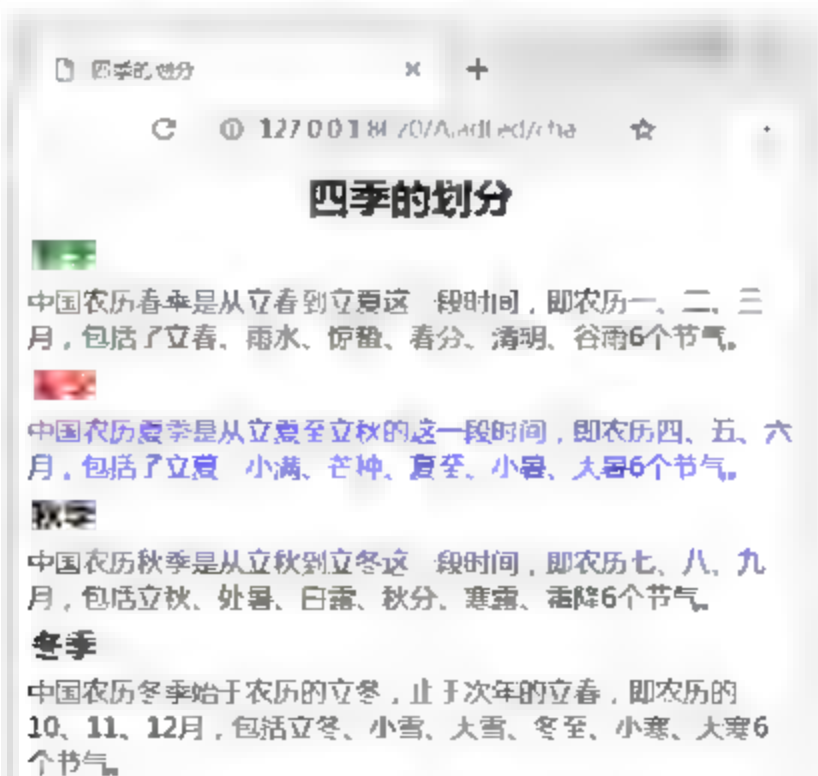 四季的划分
四季的划分
中国农历春季是从立春到立夏这一段时间，即农历一、二、三
月，包括了立春、雨水、惊蛰、春分、清明、谷雨6个节气。
中国农历夏季是从立夏至立秋的这一段时间，即农历四、五、六
月，包括了立夏 小满、芒种、夏至、小暑、大暑6个节气。
秋季
中国农历秋季是从立秋到立冬这一段时间，即农历七、八、九
月，包括立秋、处暑、白露、秋分、寒露、霜降6个节气。
冬季
中国农历冬季始于农历的立冬，止于次年的立春，即农历的
10、11、12月，包括立冬、小雪、大雪、冬至、小寒、大寒6
个节气。